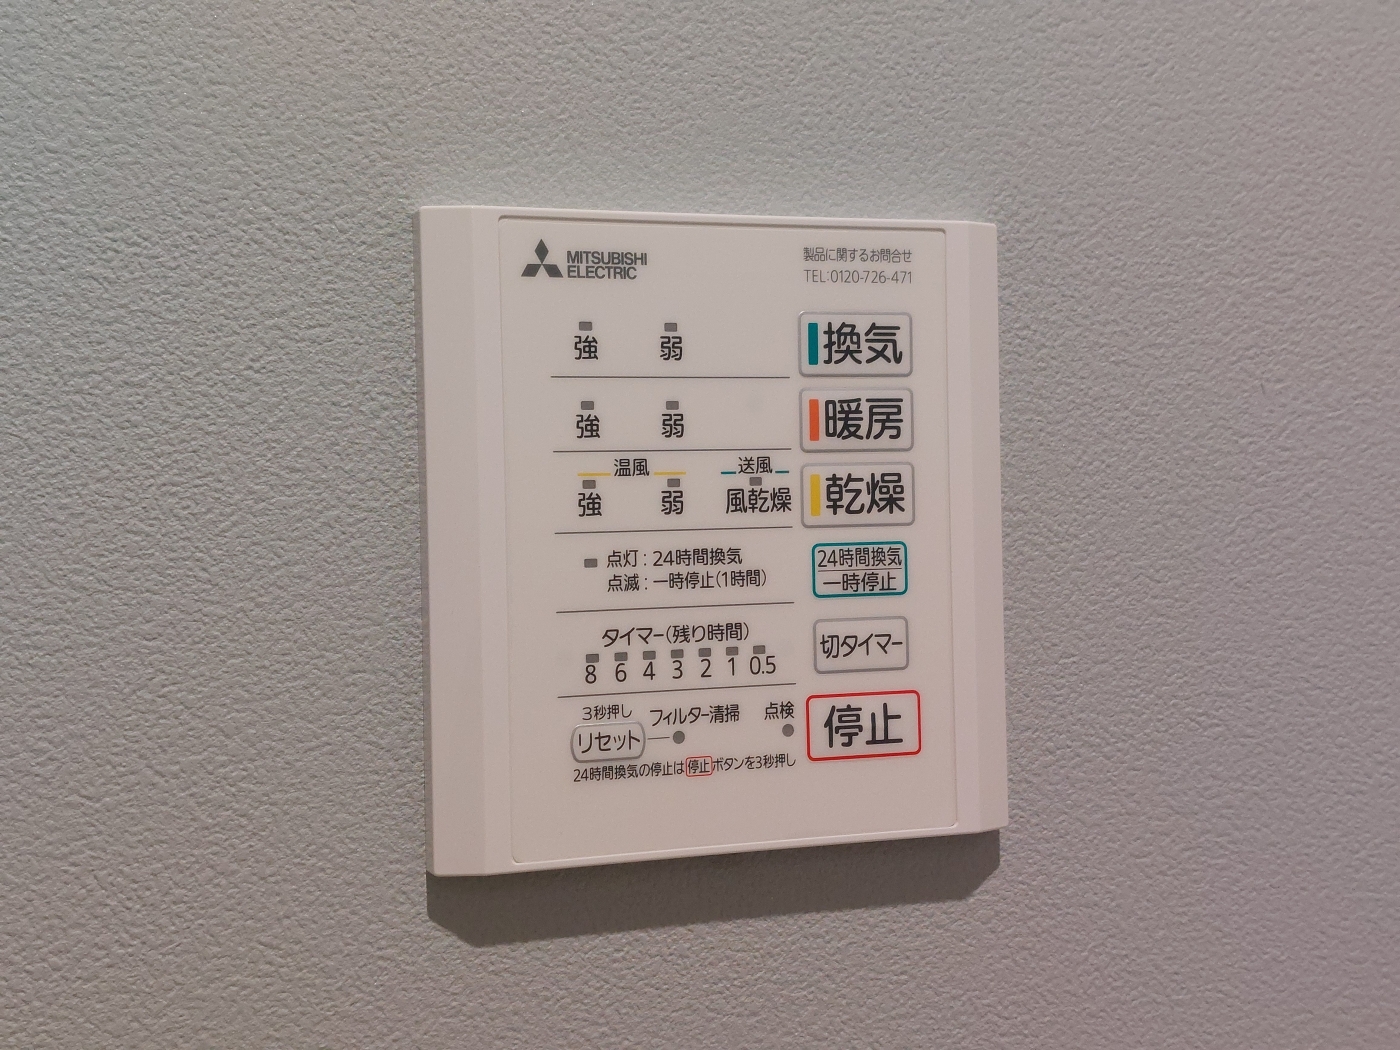 MITSUBISHI
ELECTRIC
製品に関するお問合せ
TEL:0120-726-471
強 弱 換気
強 弱 暖房
温風 送風
強 弱 風乾燥 乾燥
点灯:24時間換気
点滅:一時停止(1時間)
24時間換気
一時停止
タイマー(残り時間)
8 6 4 3 2 1 0.5
切タイマー
3秒押し
リセット フィルター清掃 点検
停止
24時間換気の停止は停止ボタンを3秒押し